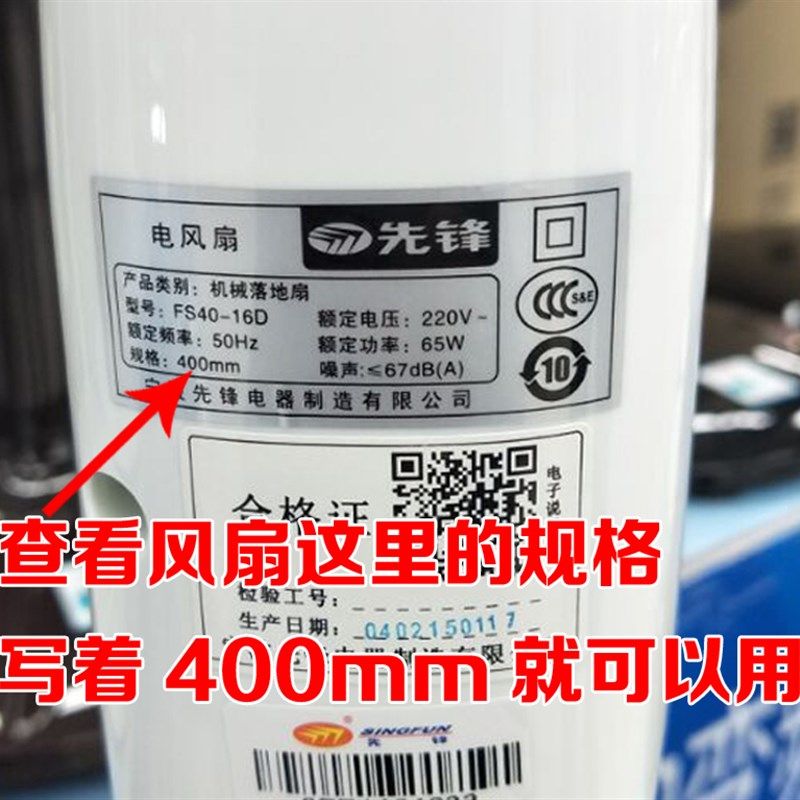 电风扇
先锋
产品类别：机械落地扇
型号：FS40-16D
额定电压：220V~
S&E
额定频率：50Hz
额定功率：65W
规格：400mm
噪声：≤67dB(A)
10
先锋电器制造有限公司
合格证
电子说
查看风扇这里的规格
检验工号：
生产日期：0402150117
写着 400mm 就可以用
SINGFUN
先锋